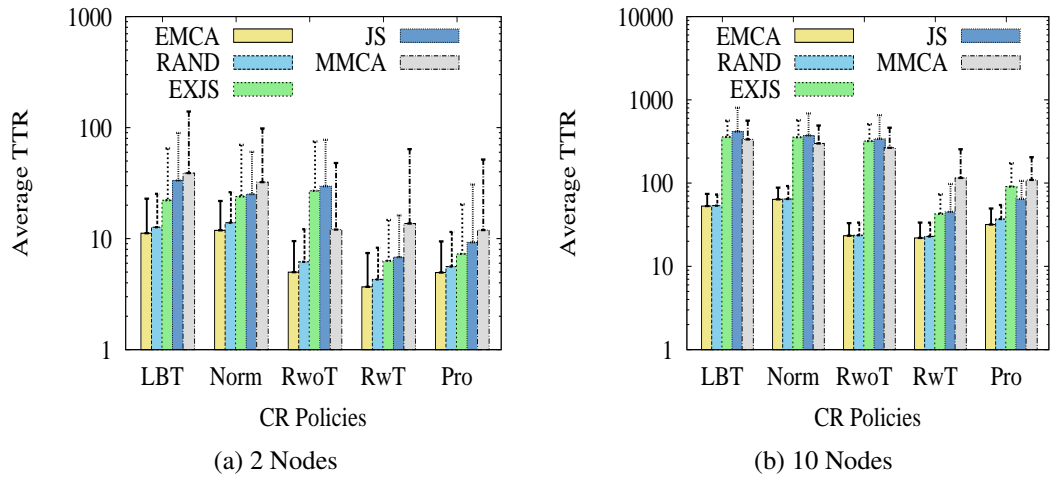 1000
100
10
1
Average TTR
EMCA
RAND
EXJS
JS
MMCA
LBT Norm RwoT RwT Pro
CR Policies
(a) 2 Nodes
10000
1000
100
10
1
Average TTR
EMCA
RAND
EXJS
JS
MMCA
LBT Norm RwoT RwT Pro
CR Policies
(b) 10 Nodes